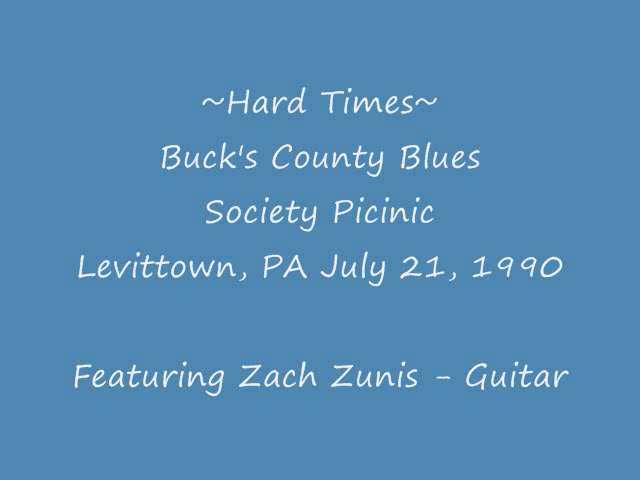 ~Hard Times~
Buck's County Blues
Society Picinic
Levittown, PA July 21, 1990
Featuring Zach Zunis - Guitar